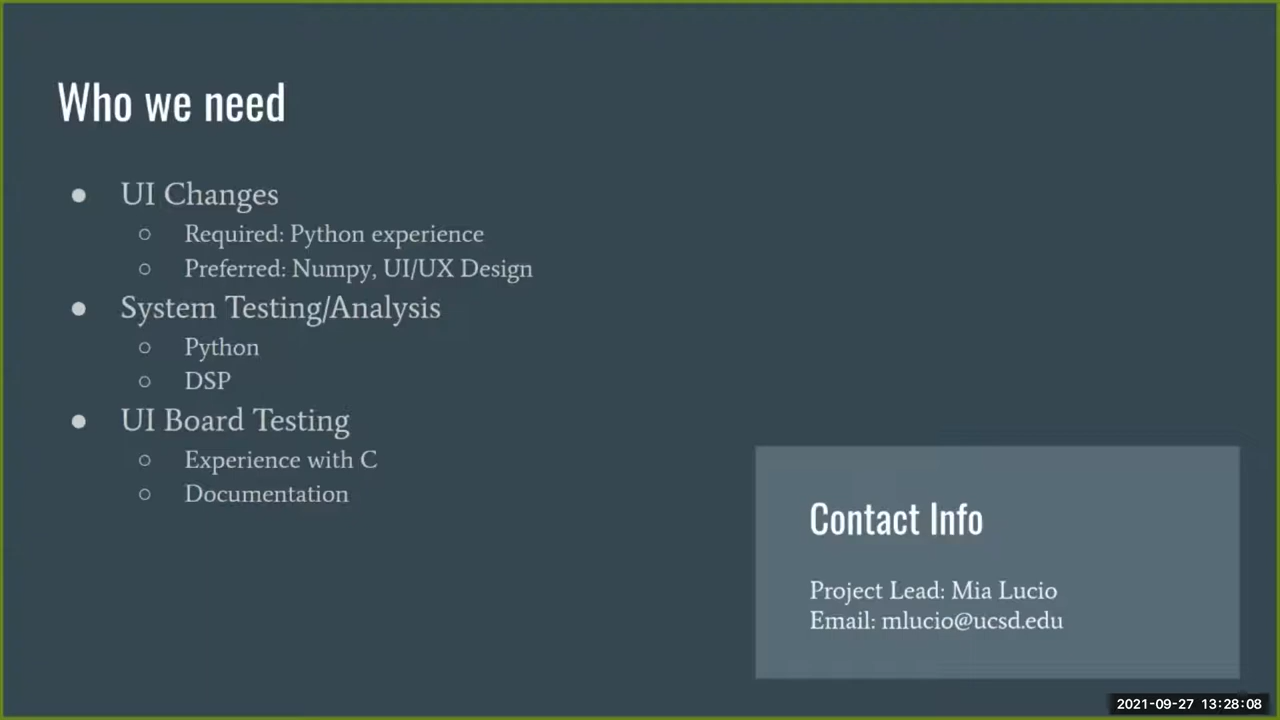 Who we need
● UI Changes
○ Required: Python experience
○ Preferred: Numpy, UI/UX Design
● System Testing/Analysis
○ Python
○ DSP
● UI Board Testing
○ Experience with C
○ Documentation
Contact Info
Project Lead: Mia Lucio
Email: mlucio@ucsd.edu
2021-09-27 13:28:08